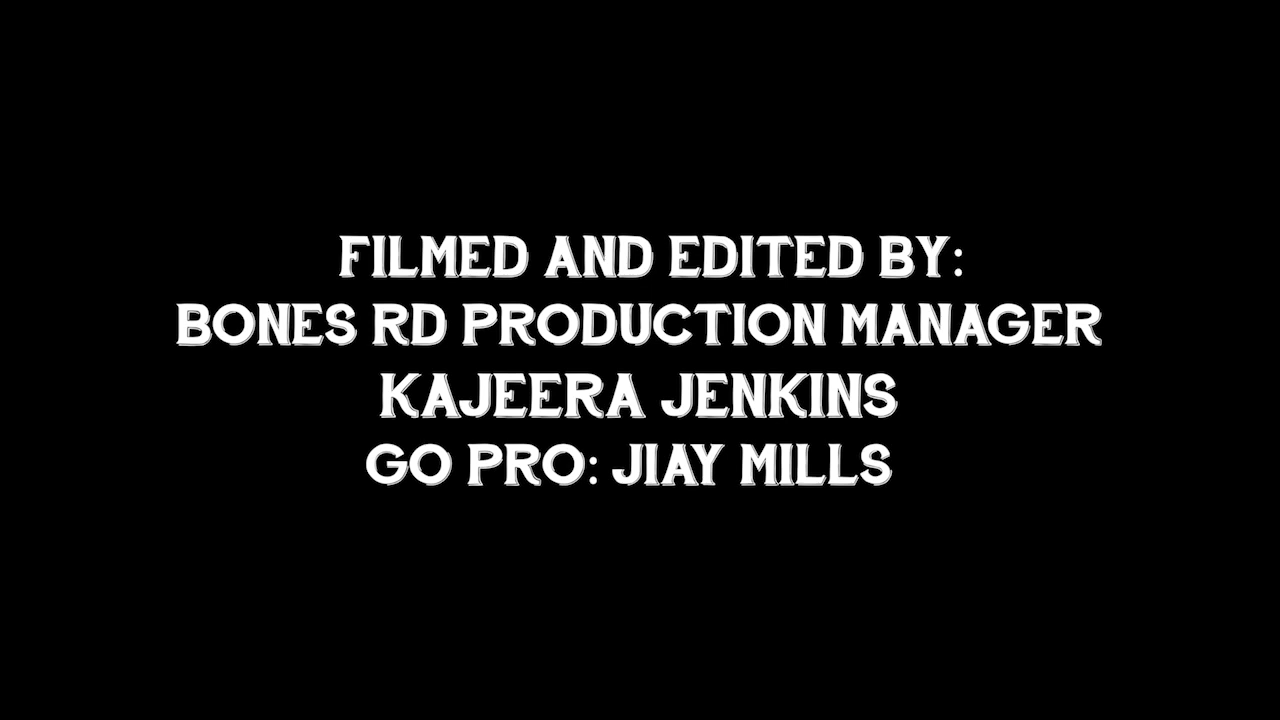 FILMED AND EDITED BY:
BONES RD PRODUCTION MANAGER
KAJEERA JENKINS
GO PRO: JIAY MILLS